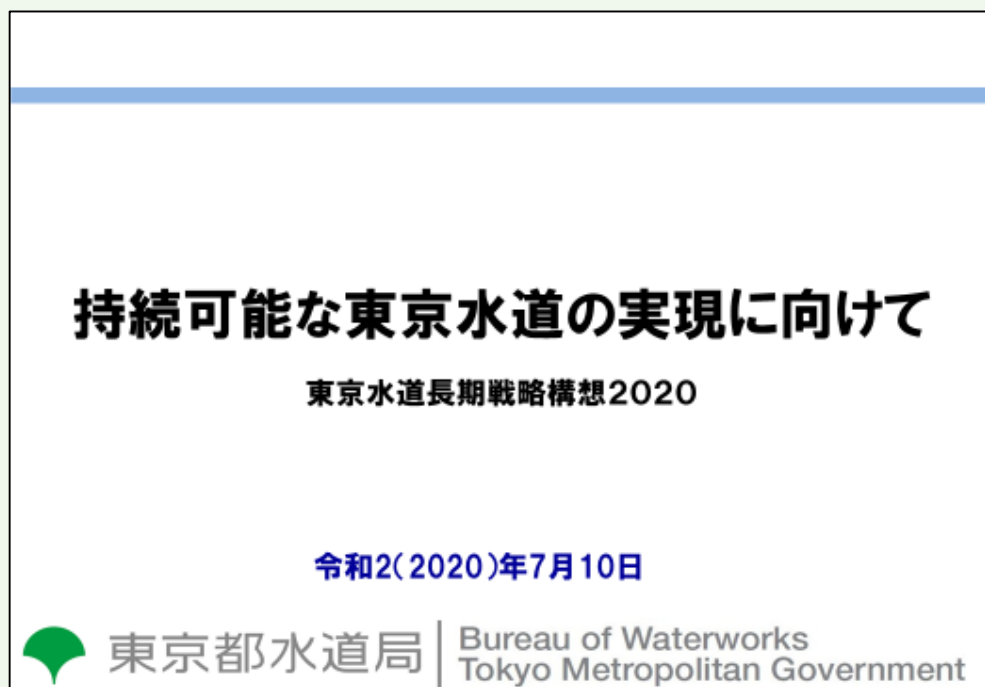 持続可能な東京水道の実現に向けて
東京水道長期戦略構想2020
令和2(2020)年7月10日
東京都水道局
Bureau of Waterworks
Tokyo Metropolitan Government